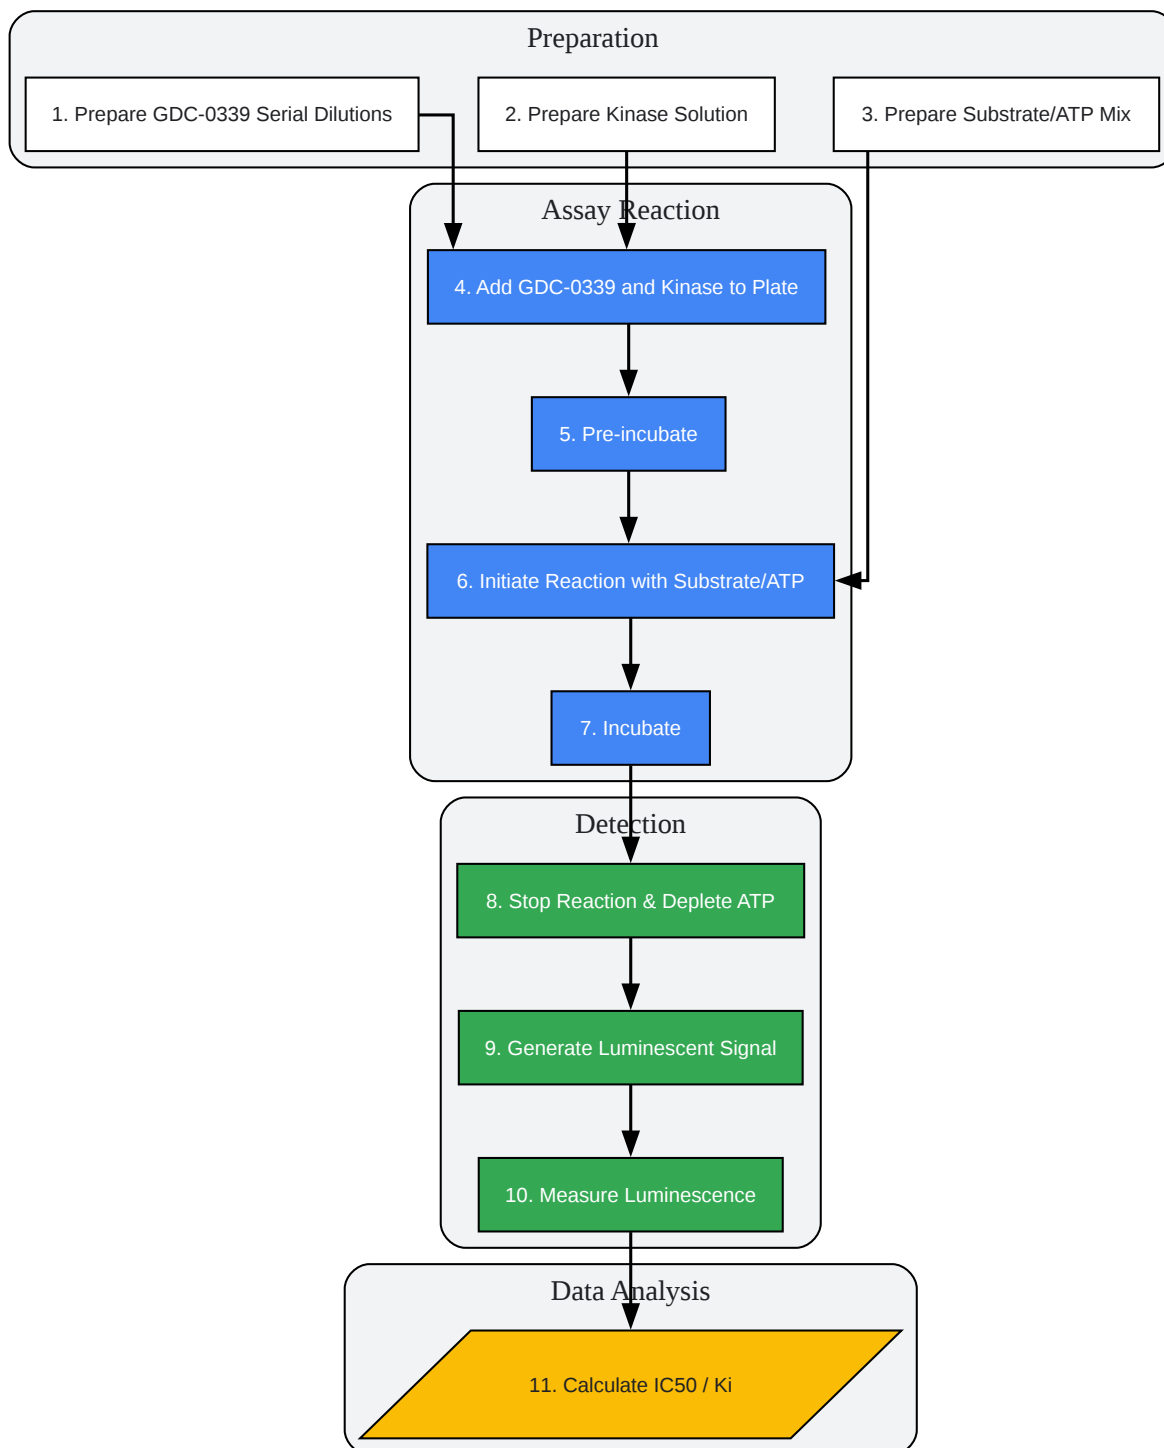 Preparation
1. Prepare GDC-0339 Serial Dilutions
2. Prepare Kinase Solution
3. Prepare Substrate/ATP Mix
Assay Reaction
4. Add GDC-0339 and Kinase to Plate
5. Pre-incubate
6. Initiate Reaction with Substrate/ATP
7. Incubate
Detection
8. Stop Reaction & Deplete ATP
9. Generate Luminescent Signal
10. Measure Luminescence
Data Analysis
11. Calculate IC50 / Ki